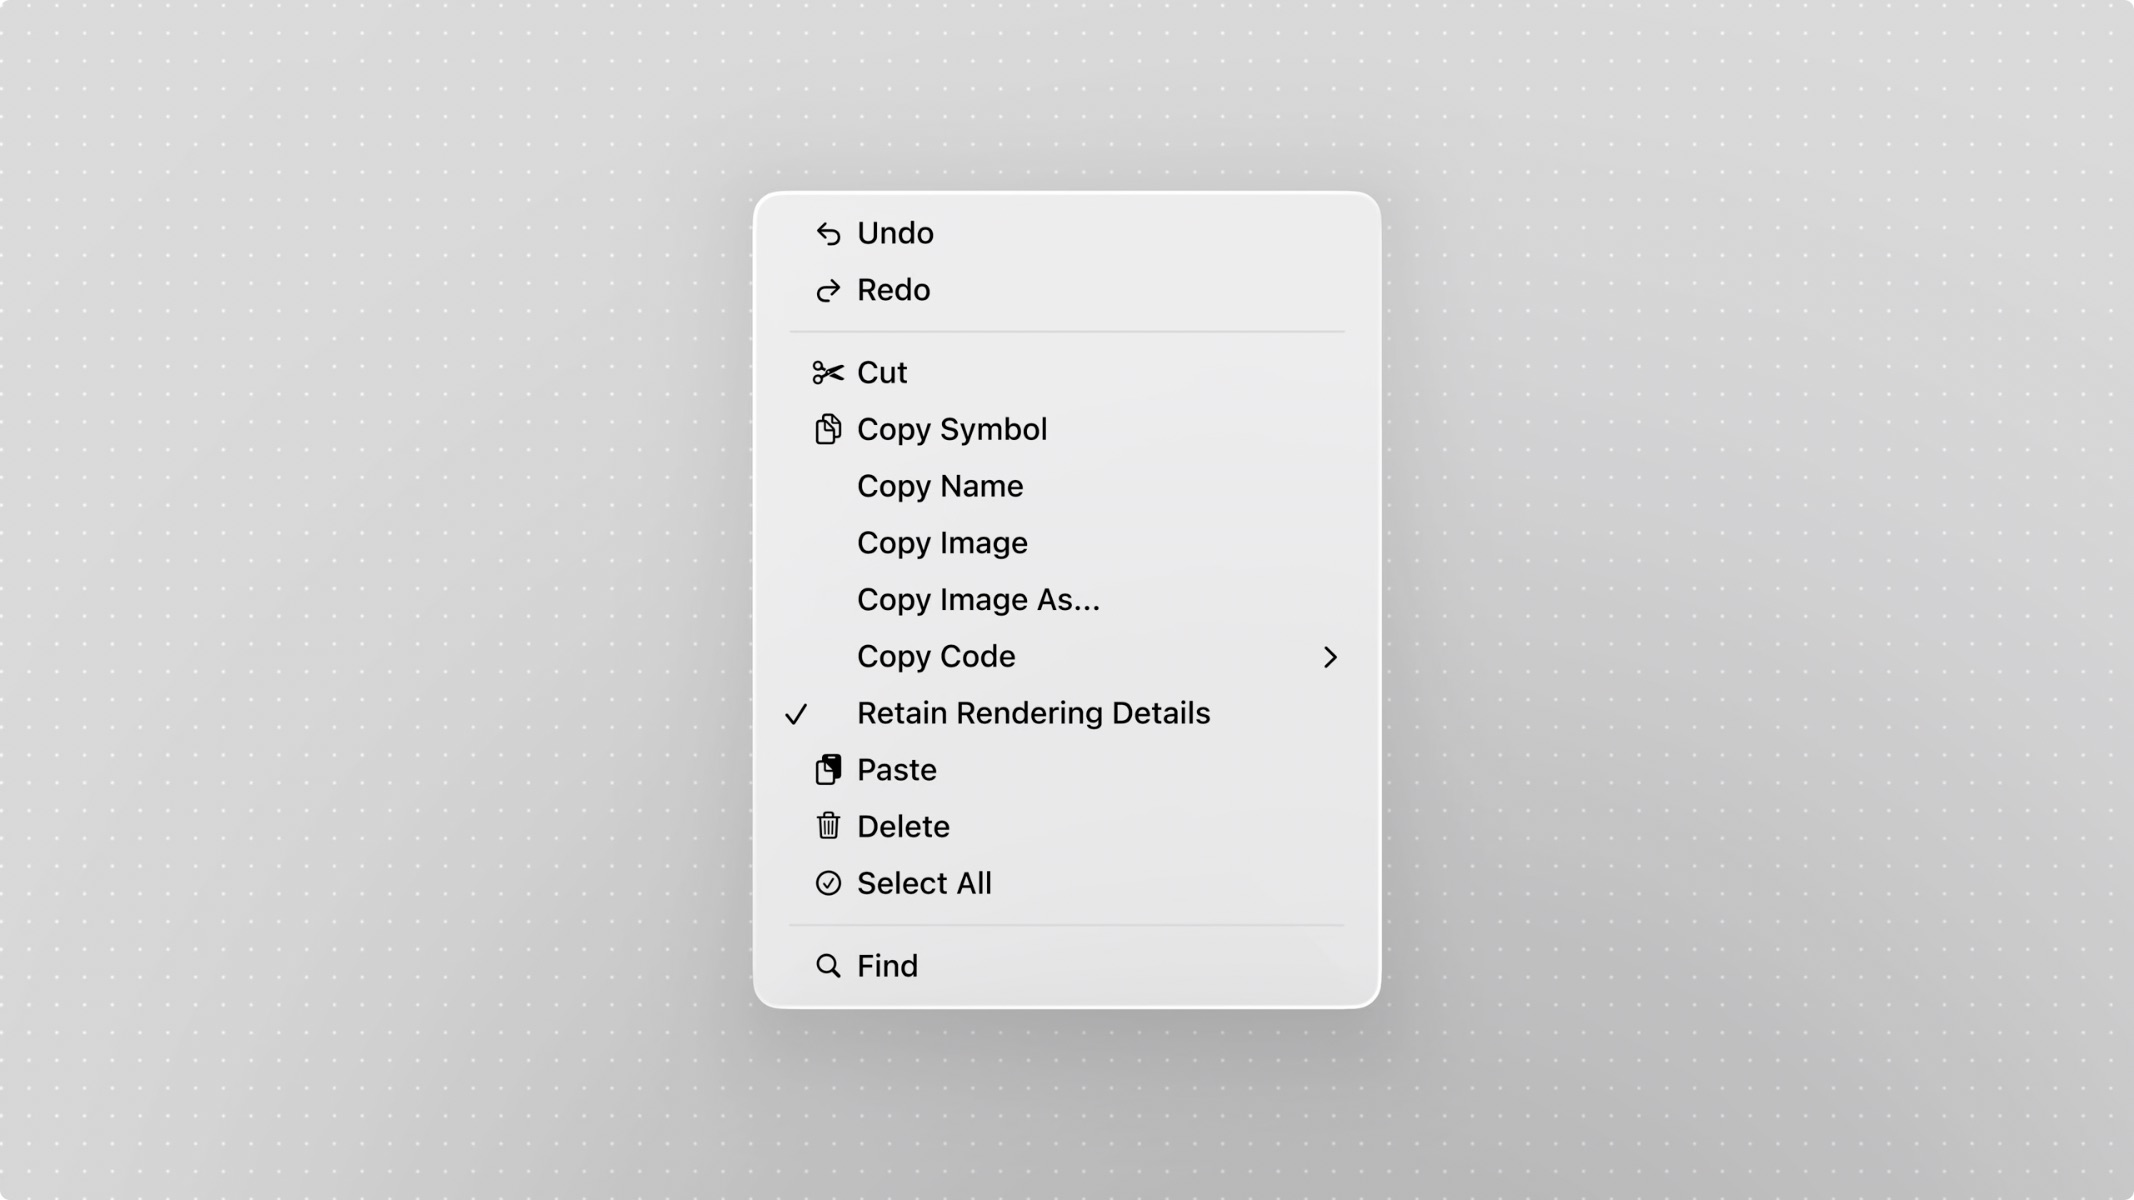 Undo
Redo
Cut
Copy Symbol
Copy Name
Copy Image
Copy Image As...
Copy Code
Retain Rendering Details
Paste
Delete
Select All
Find